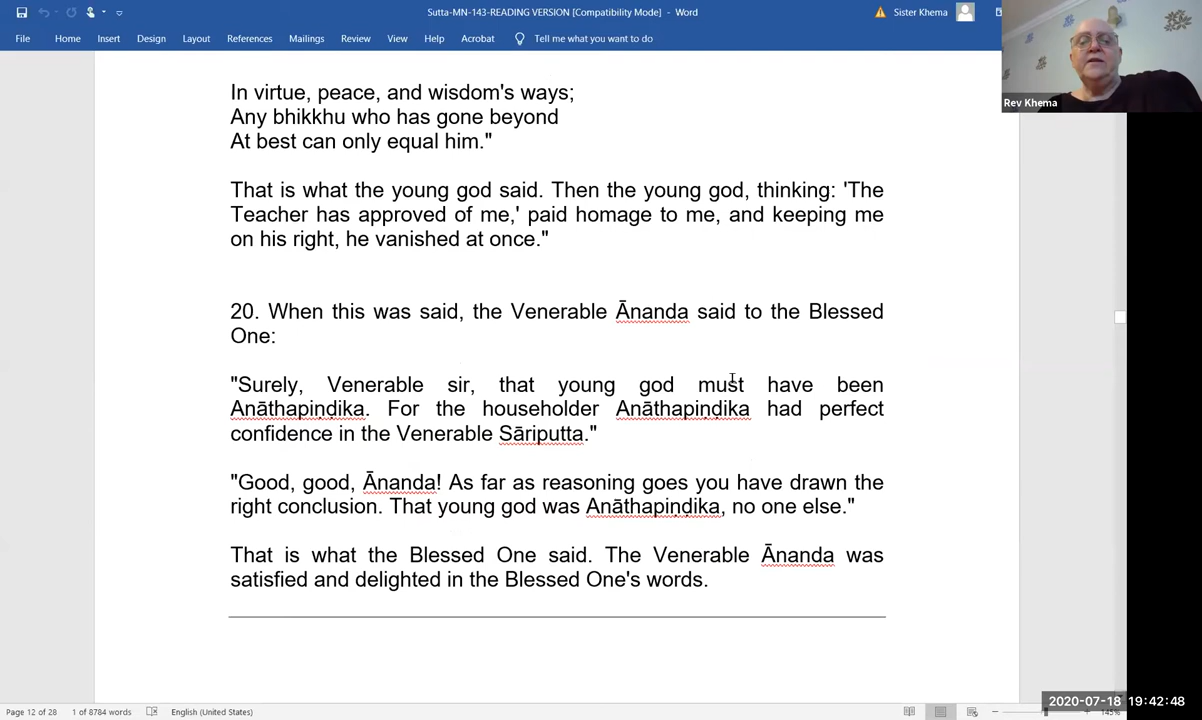 Sutta-MN-143-READING VERSION [Compatibility Mode] - Word
Sister Khema
File Home Insert Design Layout References Mailings Review View Help Acrobat Tell me what you want to do
Rev Khema
In virtue, peace, and wisdom's ways;
Any bhikkhu who has gone beyond
At best can only equal him."
That is what the young god said. Then the young god, thinking: 'The
Teacher has approved of me,' paid homage to me, and keeping me
on his right, he vanished at once."
20. When this was said, the Venerable Ānanda said to the Blessed
One:
"Surely, Venerable sir, that young god must have been
Anāthapiṇḍika. For the householder Anāthapiṇḍika had perfect
confidence in the Venerable Sāriputta."
"Good, good, Ānanda! As far as reasoning goes you have drawn the
right conclusion. That young god was Anāthapiṇḍika, no one else."
That is what the Blessed One said. The Venerable Ānanda was
satisfied and delighted in the Blessed One's words.
Page 12 of 28 1 of 8784 words English (United States) 145%
2020-07-18 19:42:48